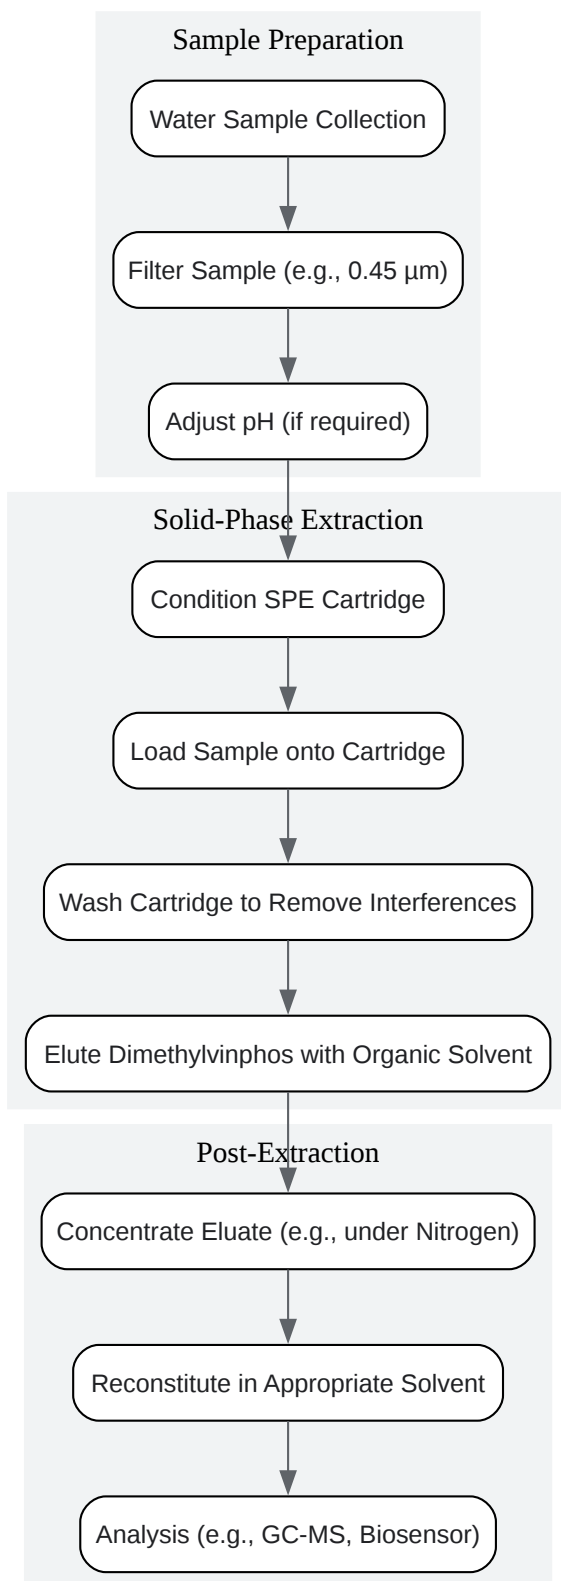 Sample Preparation
Water Sample Collection
Filter Sample (e.g., 0.45 µm)
Adjust pH (if required)
Solid-Phase Extraction
Condition SPE Cartridge
Load Sample onto Cartridge
Wash Cartridge to Remove Interferences
Elute Dimethylvinphos with Organic Solvent
Post-Extraction
Concentrate Eluate (e.g., under Nitrogen)
Reconstitute in Appropriate Solvent
Analysis (e.g., GC-MS, Biosensor)